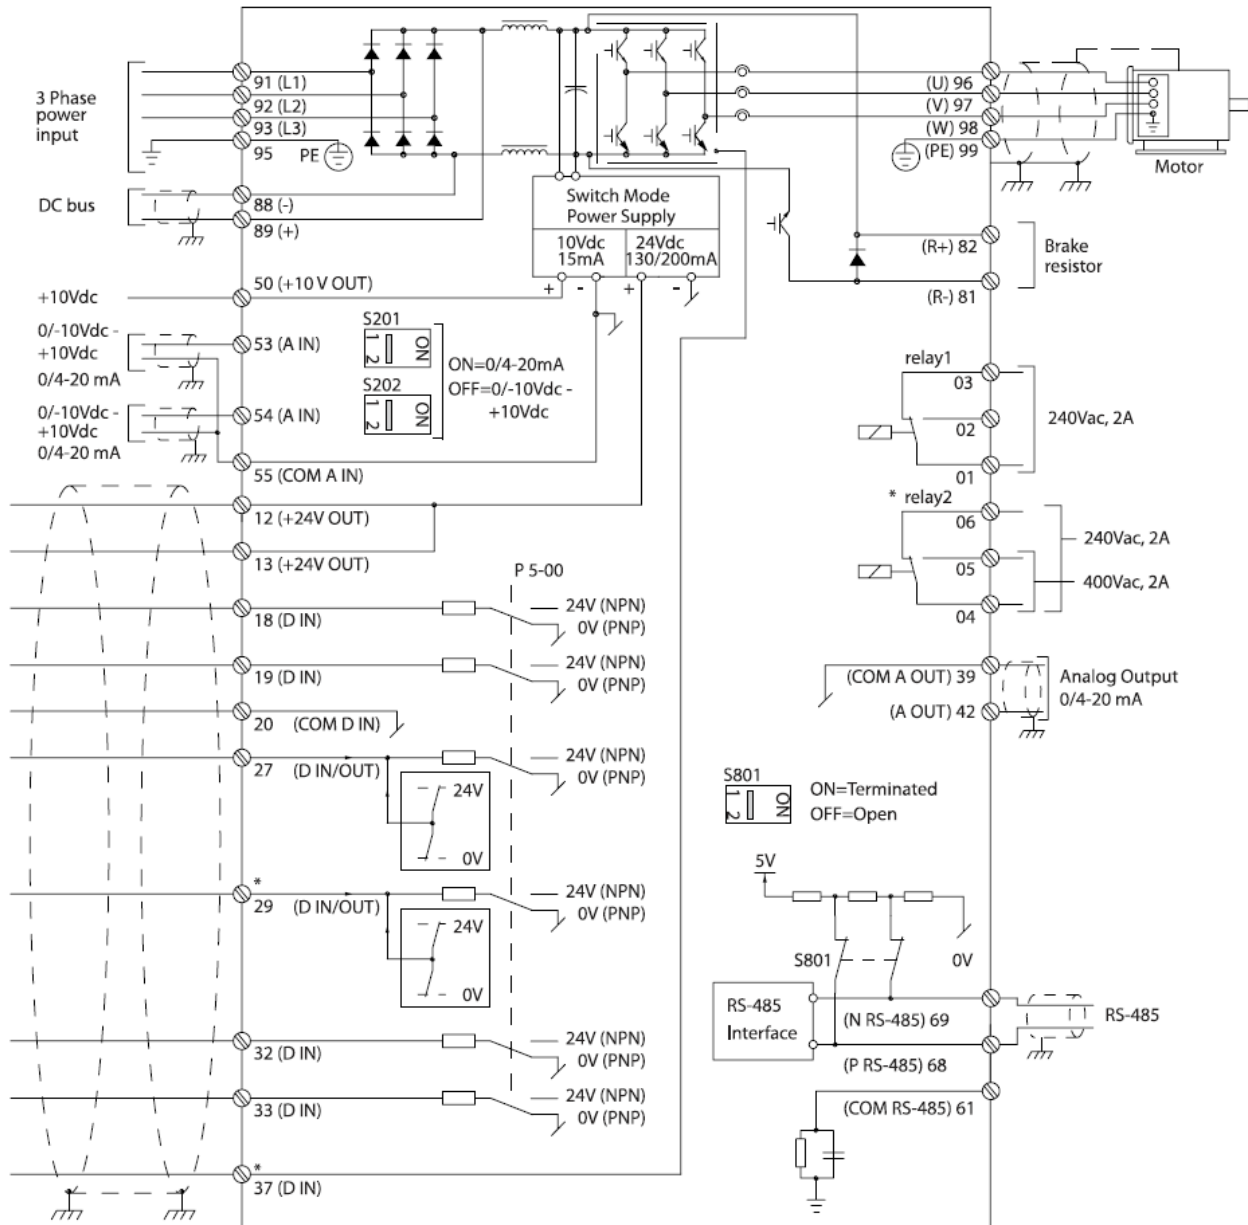 3 Phase
power
input
91 (L1)
92 (L2)
93 (L3)
95
PE
DC bus
88 (-)
89 (+)
+10Vdc
50 (+10 V OUT)
0/-10Vdc -
+10Vdc
0/4-20 mA
53 (A IN)
0/-10Vdc -
+10Vdc
0/4-20 mA
54 (A IN)
55 (COM A IN)
12 (+24V OUT)
13 (+24V OUT)
18 (D IN)
19 (D IN)
20 (COM D IN)
27 (D IN/OUT)
24V
0V
*
29 (D IN/OUT)
24V
0V
32 (D IN)
33 (D IN)
*
37 (D IN)
S201
1
2
ON
S202
1
2
ON
ON=0/4-20mA
OFF=0/-10Vdc -
+10Vdc
Switch Mode
Power Supply
10Vdc
15mA
24Vdc
130/200mA
+ - + -
P 5-00
24V (NPN)
0V (PNP)
24V (NPN)
0V (PNP)
24V (NPN)
0V (PNP)
24V (NPN)
0V (PNP)
24V (NPN)
0V (PNP)
24V (NPN)
0V (PNP)
(U) 96
(V) 97
(W) 98
(PE) 99
Motor
(R+) 82
(R-) 81
Brake
resistor
relay1
03
02
01
240Vac, 2A
* relay2
06
05
04
240Vac, 2A
400Vac, 2A
(COM A OUT) 39
(A OUT) 42
Analog Output
0/4-20 mA
S801
1
2
ON
ON=Terminated
OFF=Open
5V
S801
0V
RS-485
Interface
(N RS-485) 69
(P RS-485) 68
(COM RS-485) 61
RS-485